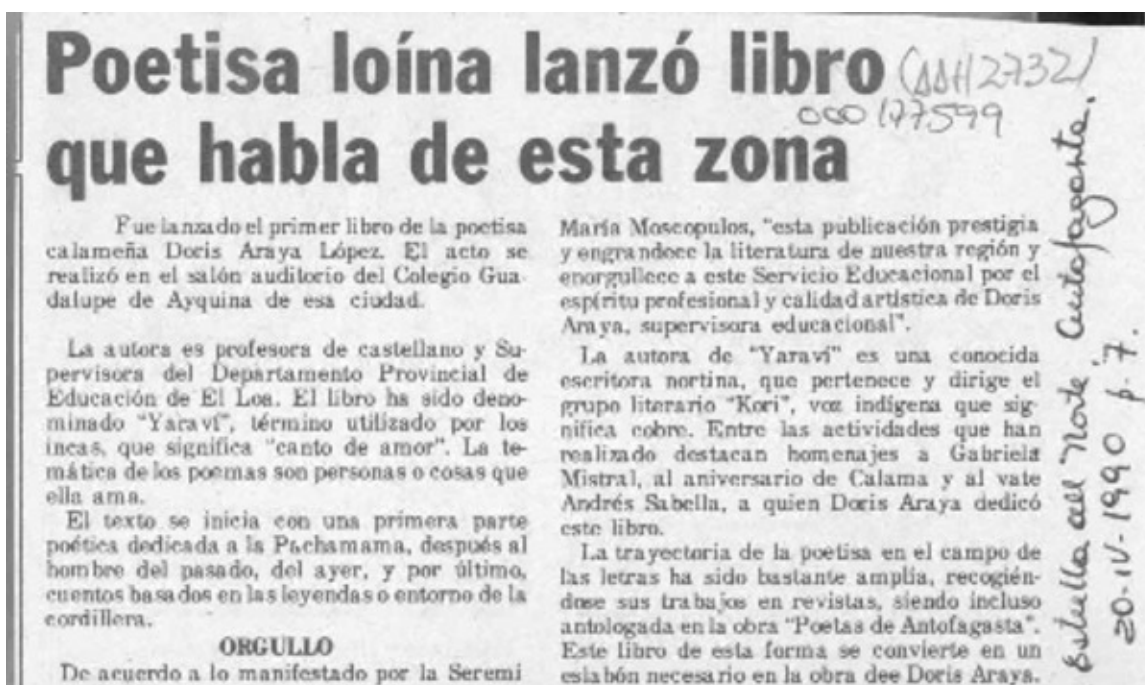 Poetisa loína lanzó libro
que habla de esta zona
(AAH2732)
000177599
Fue lanzado el primer libro de la poetisa
calameña Doris Araya López. El acto se
realizó en el salón auditorio del Colegio Gua-
dalupe de Ayquina de esa ciudad.
La autora es profesora de castellano y Su-
pervisora del Departamento Provincial de
Educación de El Loa. El libro ha sido deno-
minado "Yaraví", término utilizado por los
incas, que significa "canto de amor". La te-
mática de los poemas son personas o cosas que
ella ama.
El texto se inicia con una primera parte
poética dedicada a la Pachamama, después al
hombre del pasado, del ayer, y por último,
cuentos basados en las leyendas o entorno de la
cordillera.
ORGULLO
De acuerdo a lo manifestado por la Seremi
María Moscopulos, "esta publicación prestigia
y engrandece la literatura de nuestra región y
enorgullece a este Servicio Educacional por el
espíritu profesional y calidad artística de Doris
Araya, supervisora educacional".
La autora de "Yaraví" es una conocida
escritora nortina, que pertenece y dirige el
grupo literario "Kori", voz indígena que sig-
nifica cobre. Entre las actividades que han
realizado destacan homenajes a Gabriela
Mistral, al aniversario de Calama y al vate
Andrés Sabella, a quien Doris Araya dedicó
este libro.
La trayectoria de la poetisa en el campo de
las letras ha sido bastante amplia, recogién-
dose sus trabajos en revistas, siendo incluso
antologada en la obra "Poetas de Antofagasta".
Este libro de esta forma se convierte en un
eslabón necesario en la obra dee Doris Araya.
Estrella del Norte. Antofagasta.
20-IV-1990 p.7.